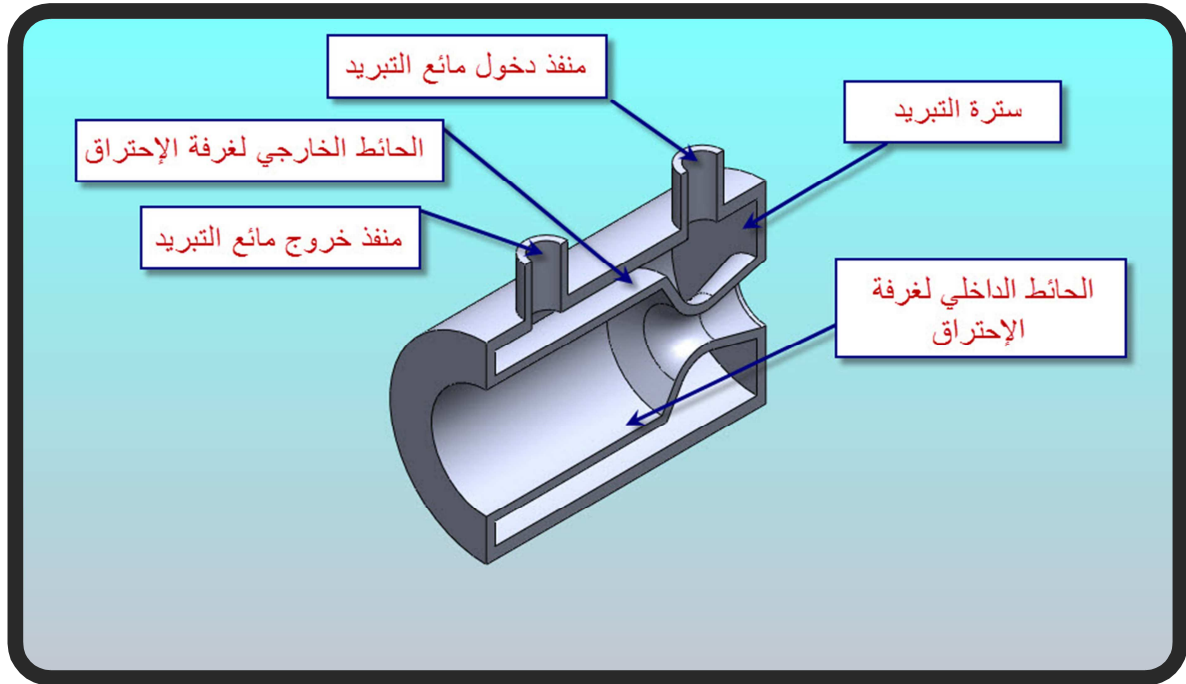 منفذ دخول مائع التبريد
سترة التبريد
الحائط الخارجي لغرفة الإحتراق
منفذ خروج مائع التبريد
الحائط الداخلي لغرفة
الإحتراق